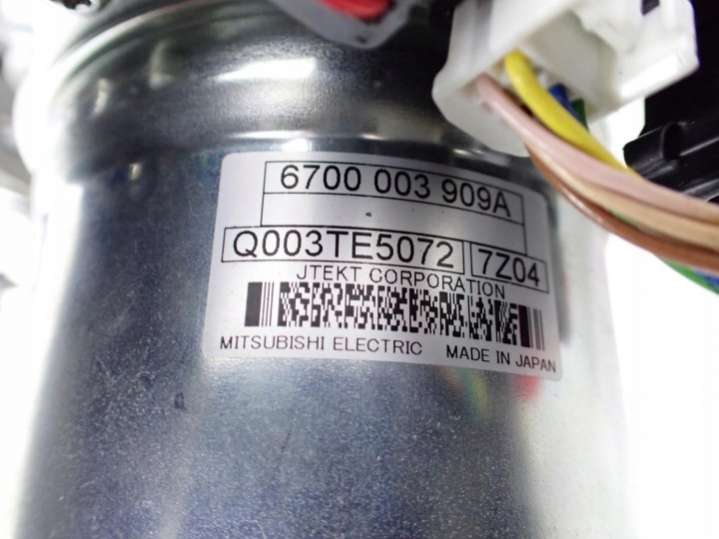 6700 003 909A
Q003TE5072 7Z04
JTEKT CORPORATION
MITSUBISHI ELECTRIC MADE IN JAPAN